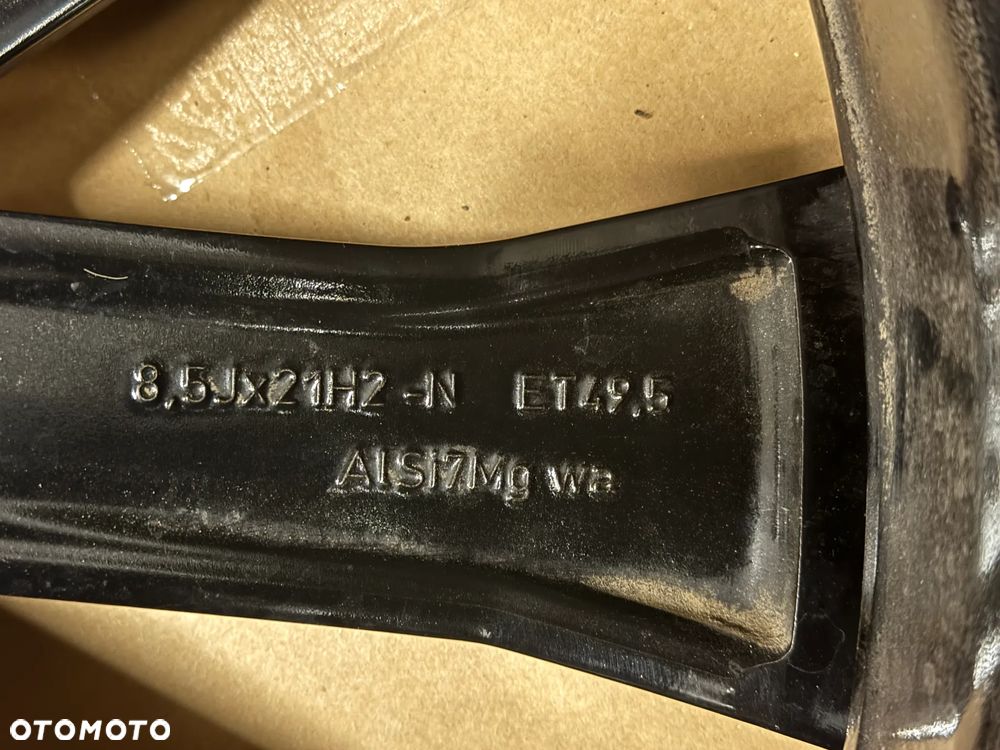 8,5Jx21H2 -N ET49,5
AlSi7Mg wa
OTOMOTO